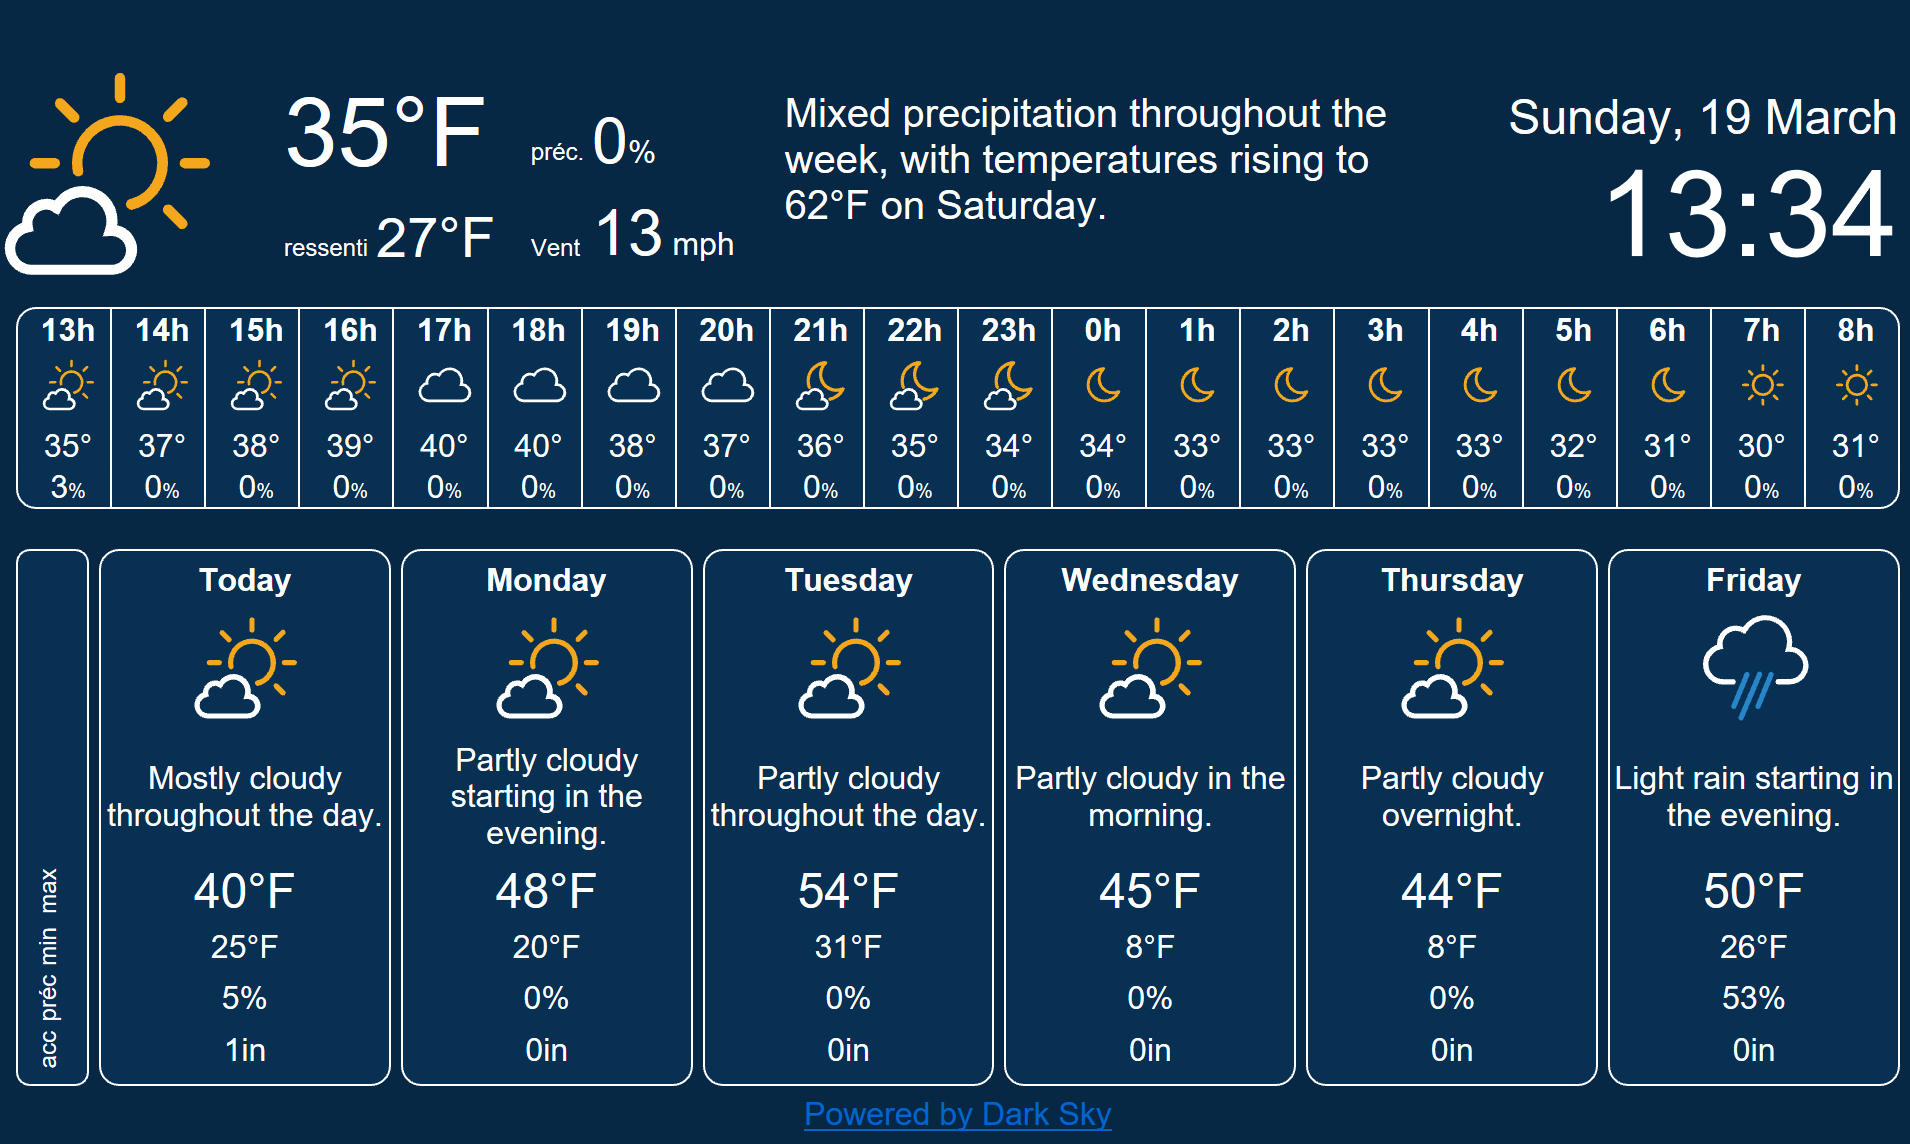 35°F préc. 0%
ressenti 27°F Vent 13 mph
Mixed precipitation throughout the
week, with temperatures rising to
62°F on Saturday.
Sunday, 19 March
13:34
13h 14h 15h 16h 17h 18h 19h 20h 21h 22h 23h 0h 1h 2h 3h 4h 5h 6h 7h 8h
35° 37° 38° 39° 40° 40° 38° 37° 36° 35° 34° 34° 33° 33° 33° 33° 32° 31° 30° 31°
3% 0% 0% 0% 0% 0% 0% 0% 0% 0% 0% 0% 0% 0% 0% 0% 0% 0% 0% 0%
acc préc min max
Today
Mostly cloudy
throughout the day.
40°F
25°F
5%
1in
Monday
Partly cloudy
starting in the
evening.
48°F
20°F
0%
0in
Tuesday
Partly cloudy
throughout the day.
54°F
31°F
0%
0in
Wednesday
Partly cloudy in the
morning.
45°F
8°F
0%
0in
Thursday
Partly cloudy
overnight.
44°F
8°F
0%
0in
Friday
Light rain starting in
the evening.
50°F
26°F
53%
0in
Powered by Dark Sky